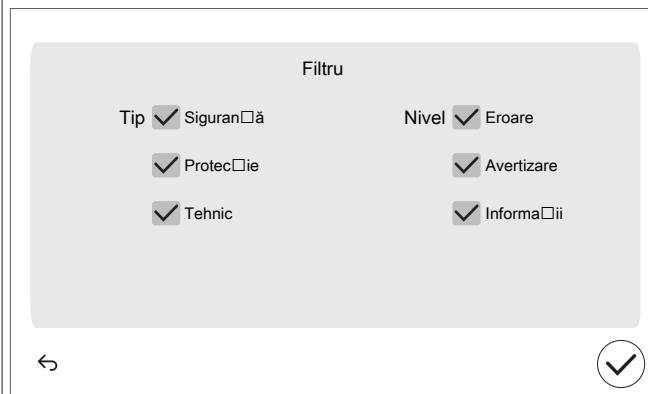 Filtru
Tip Siguran□ă Nivel Eroare
Protec□ie Avertizare
Tehnic Informa□ii